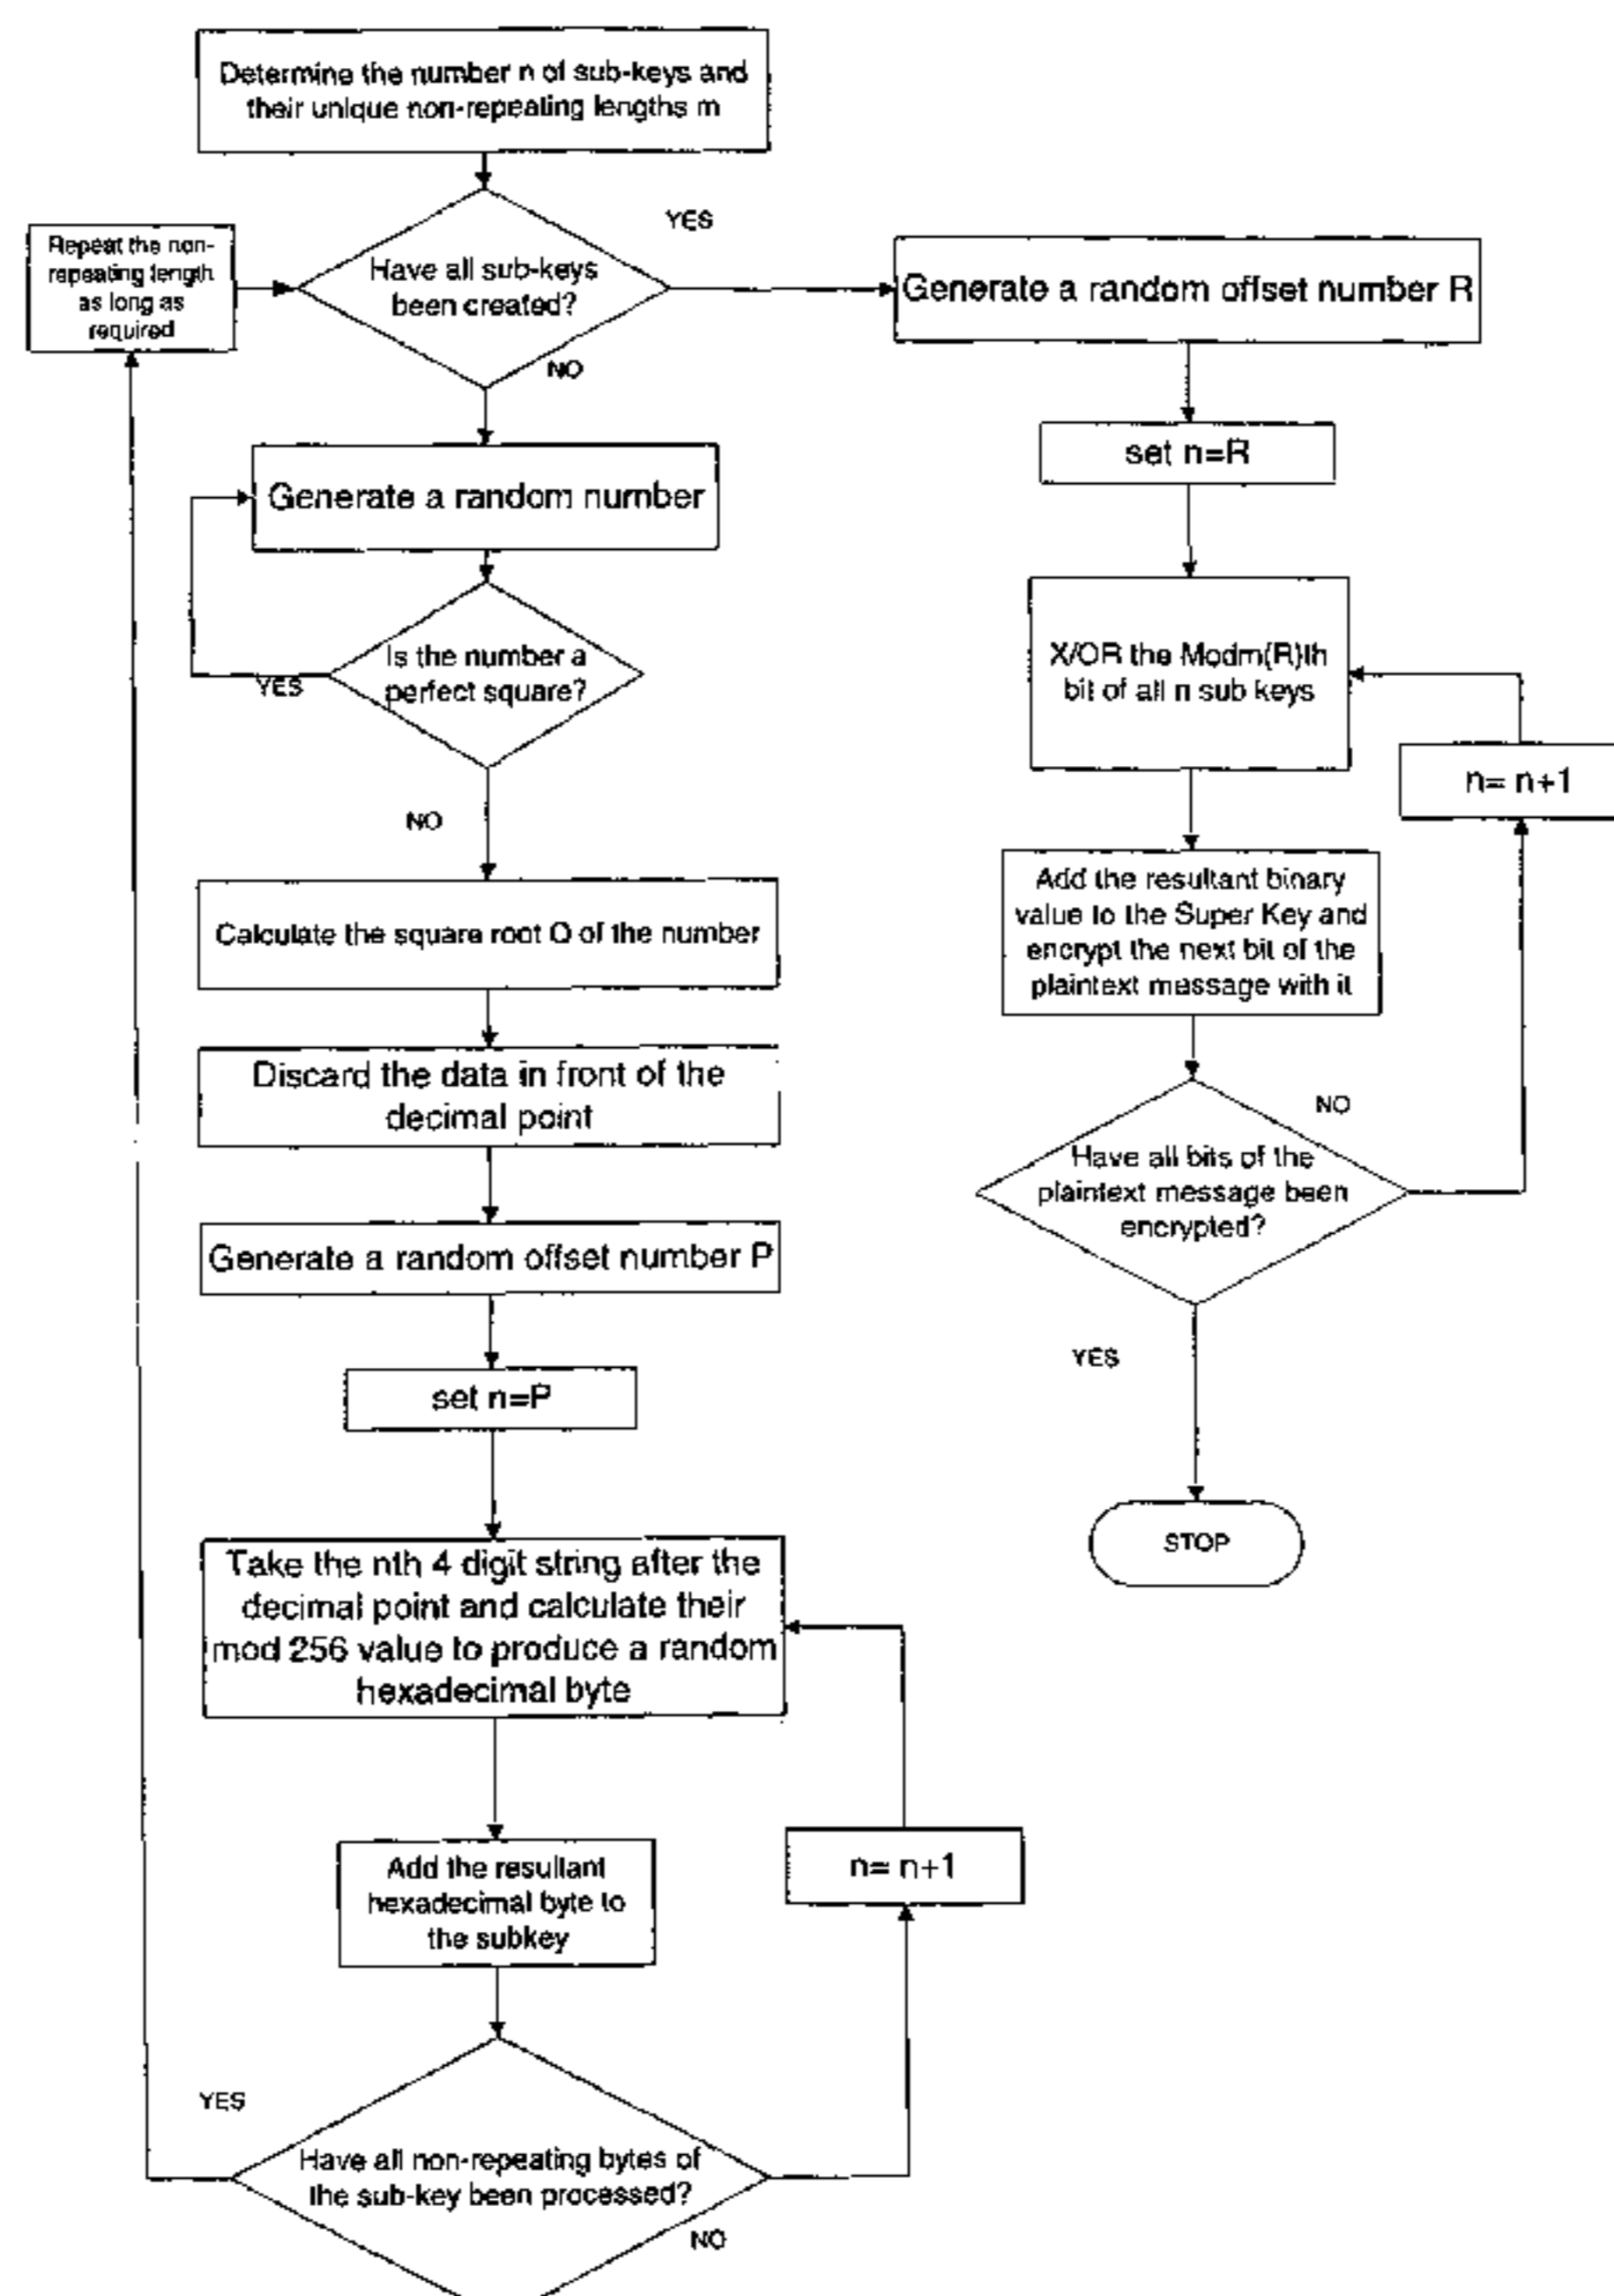 Determine the number n of sub-keys and
their unique non-repeating lengths m
YES
Repeat the non-
repeating length
as long as
required
Have all sub-keys
been created?
Generate a random offset number R
NO
set n=R
Generate a random number
X/OR the Modm(R)th
bit of all n sub keys
Is the number a
perfect square?
YES
n= n+1
NO
Add the resultant binary
value to the Super Key and
encrypt the next bit of the
plaintext message with it
Calculate the square root O of the number
Discard the data in front of the
decimal point
NO
Have all bits of the
plaintext message been
encrypted?
Generate a random offset number P
YES
set n=P
STOP
Take the nth 4 digit string after the
decimal point and calculate their
mod 256 value to produce a random
hexadecimal byte
n= n+1
Add the resultant
hexadecimal byte to
the subkey
YES
Have all non-repeating bytes of
the sub-key been processed?
NO